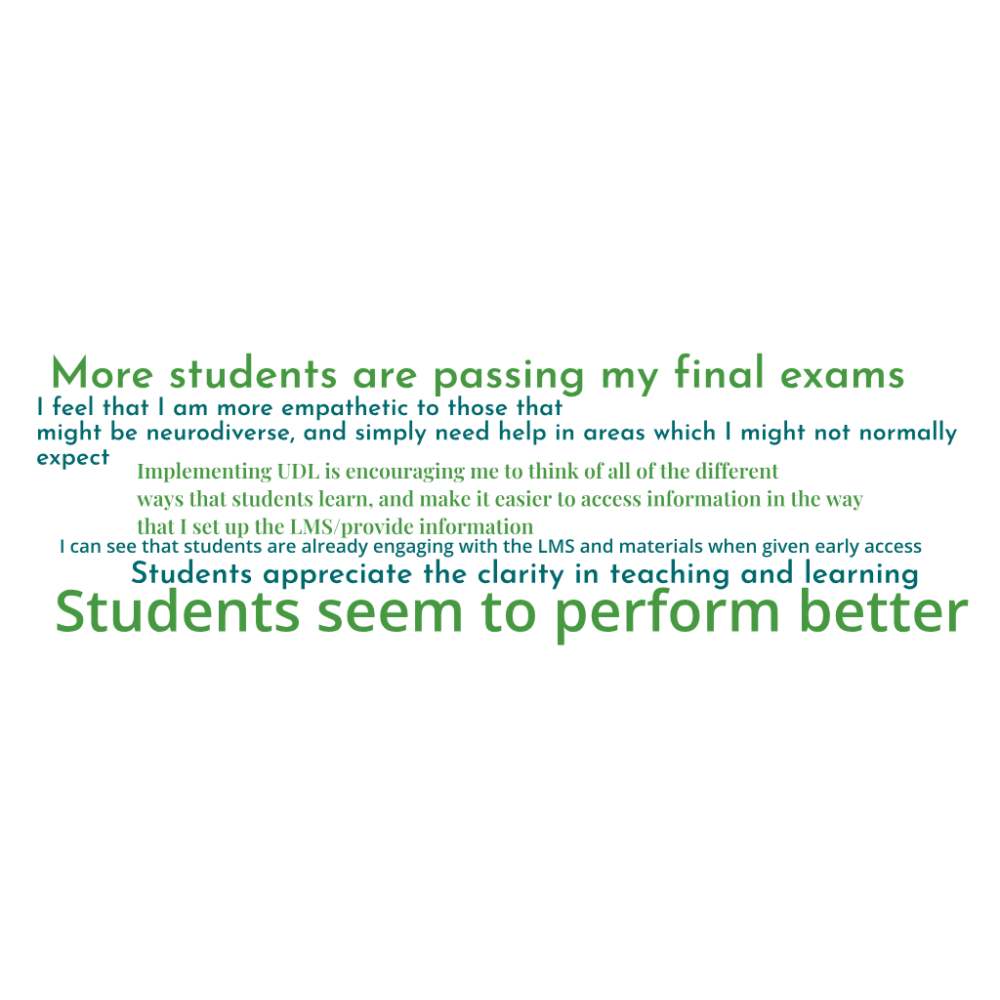 More students are passing my final exams
I feel that I am more empathetic to those that
might be neurodiverse, and simply need help in areas which I might not normally
expect
Implementing UDL is encouraging me to think of all of the different
ways that students learn, and make it easier to access information in the way
that I set up the LMS/provide information
I can see that students are already engaging with the LMS and materials when given early access
Students appreciate the clarity in teaching and learning
Students seem to perform better